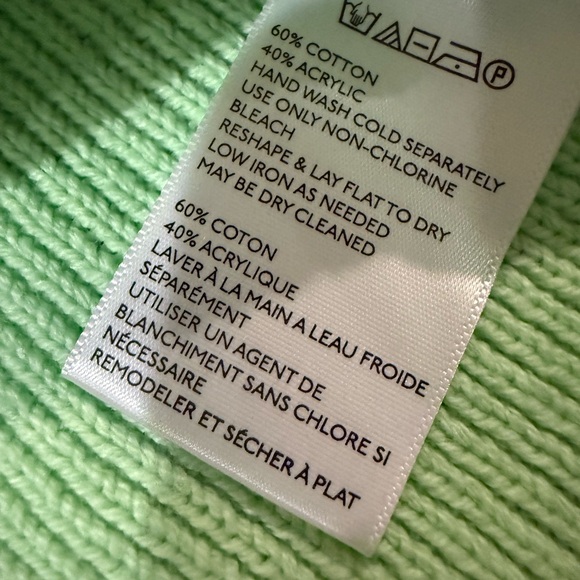 P
60% COTTON
40% ACRYLIC
HAND WASH COLD SEPARATELY
USE ONLY NON-CHLORINE
BLEACH
RESHAPE & LAY FLAT TO DRY
LOW IRON AS NEEDED
MAY BE DRY CLEANED
60% COTON
40% ACRYLIQUE
LAVER À LA MAIN A LEAU FROIDE
SÉPARÉMENT
UTILISER UN AGENT DE
BLANCHIMENT SANS CHLORE SI
NÉCESSAIRE
REMODELER ET SÉCHER À PLAT